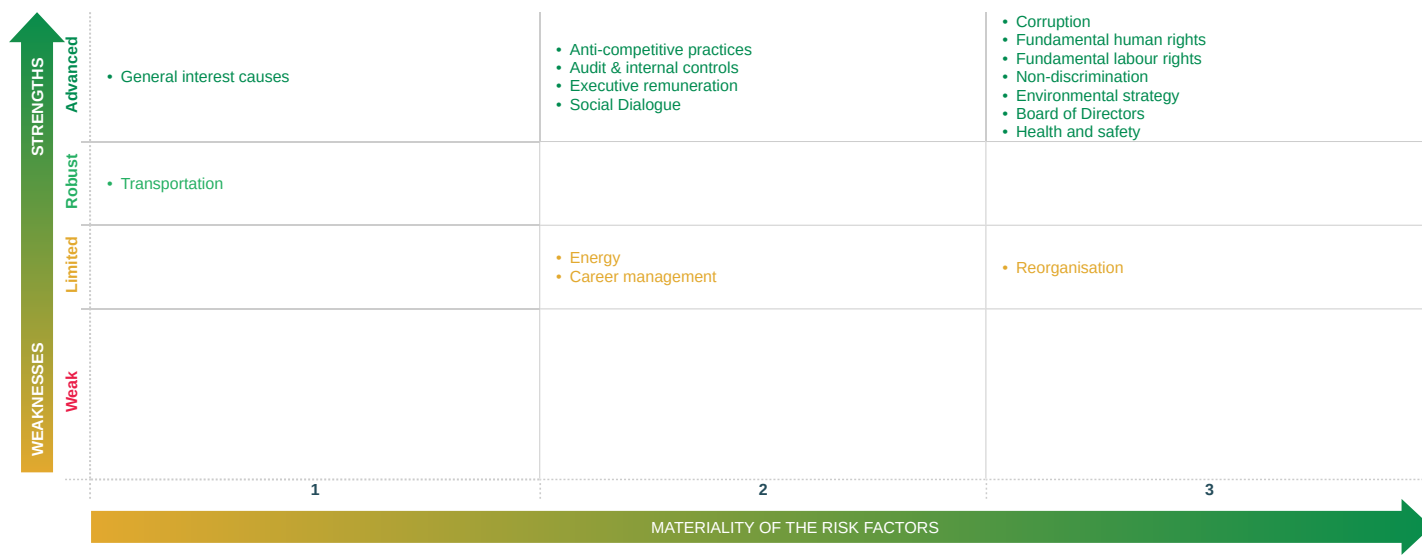 STRENGTHS
WEAKNESSES
Advanced
• General interest causes
• Anti-competitive practices
• Audit & internal controls
• Executive remuneration
• Social Dialogue
• Corruption
• Fundamental human rights
• Fundamental labour rights
• Non-discrimination
• Environmental strategy
• Board of Directors
• Health and safety
Robust
• Transportation
Limited
• Energy
• Career management
• Reorganisation
Weak
1
2
3
MATERIALITY OF THE RISK FACTORS